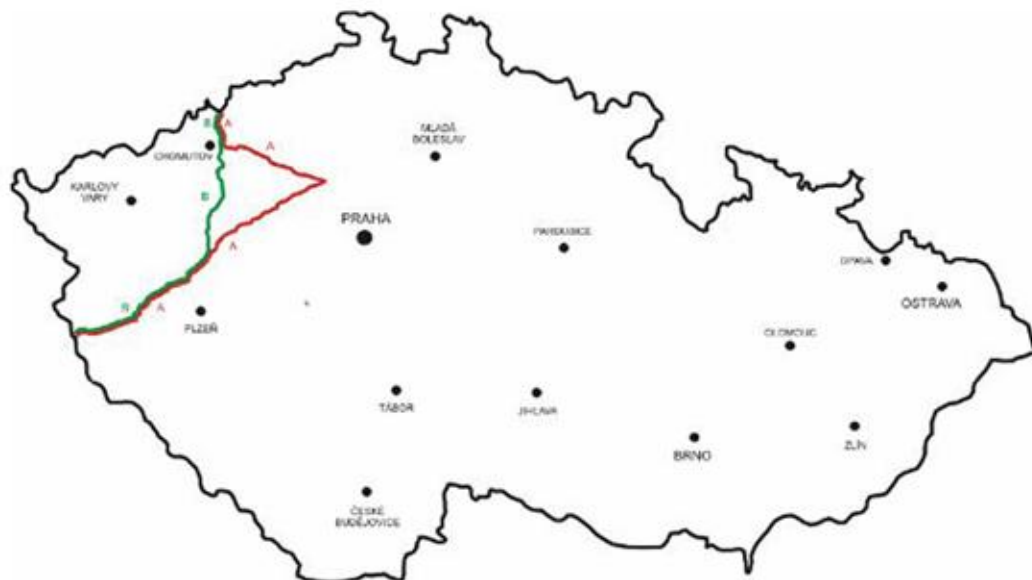 MLADÁ
BOLESLAV
B
A
A
CHOMUTOV
KARLOVY
VARY
B
PRAHA
A
PARDUBICE
OPAVA
OSTRAVA
B
A
PLZEŇ
OLOMOUC
TÁBOR
JIHLAVA
BRNO
ZLÍN
ČESKÉ
BUDĚJOVICE